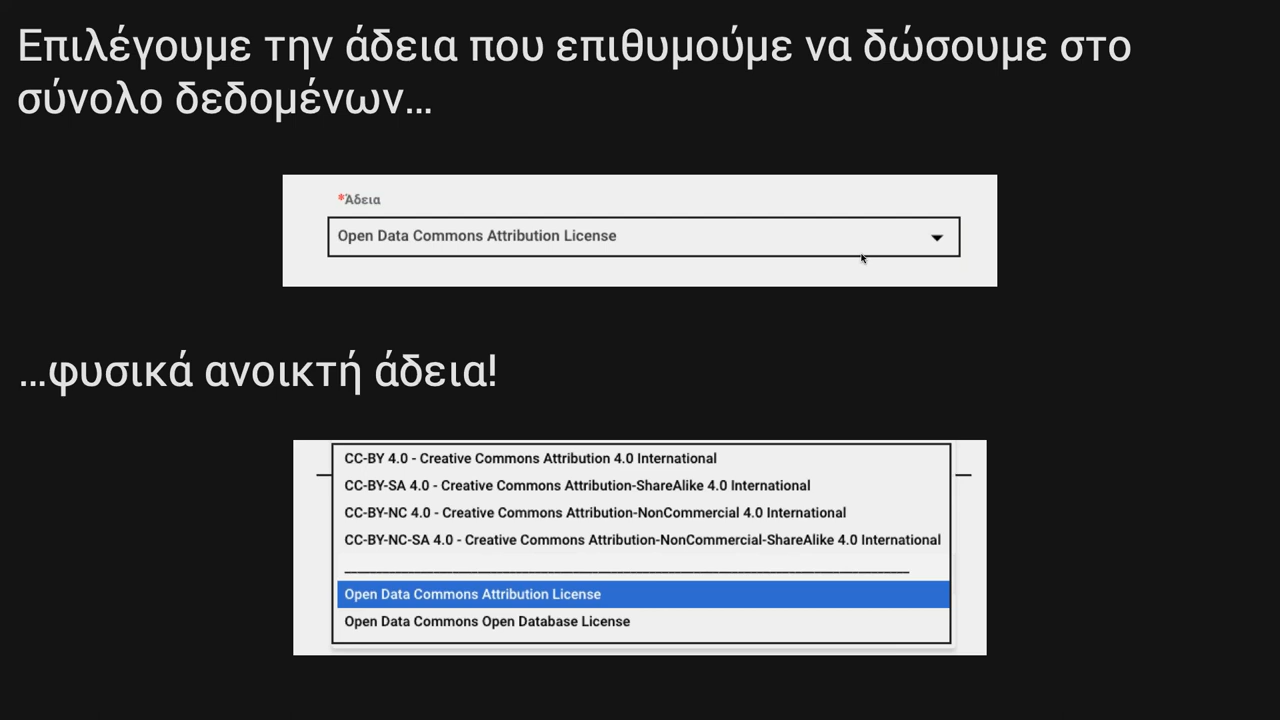 Επιλέγουμε την άδεια που επιθυμούμε να δώσουμε στο
σύνολο δεδομένων...
*Άδεια
Open Data Commons Attribution License
...φυσικά ανοικτή άδεια!
CC-BY 4.0 - Creative Commons Attribution 4.0 International
CC-BY-SA 4.0 - Creative Commons Attribution-ShareAlike 4.0 International
CC-BY-NC 4.0 - Creative Commons Attribution-NonCommercial 4.0 International
CC-BY-NC-SA 4.0 - Creative Commons Attribution-NonCommercial-ShareAlike 4.0 International
Open Data Commons Attribution License
Open Data Commons Open Database License